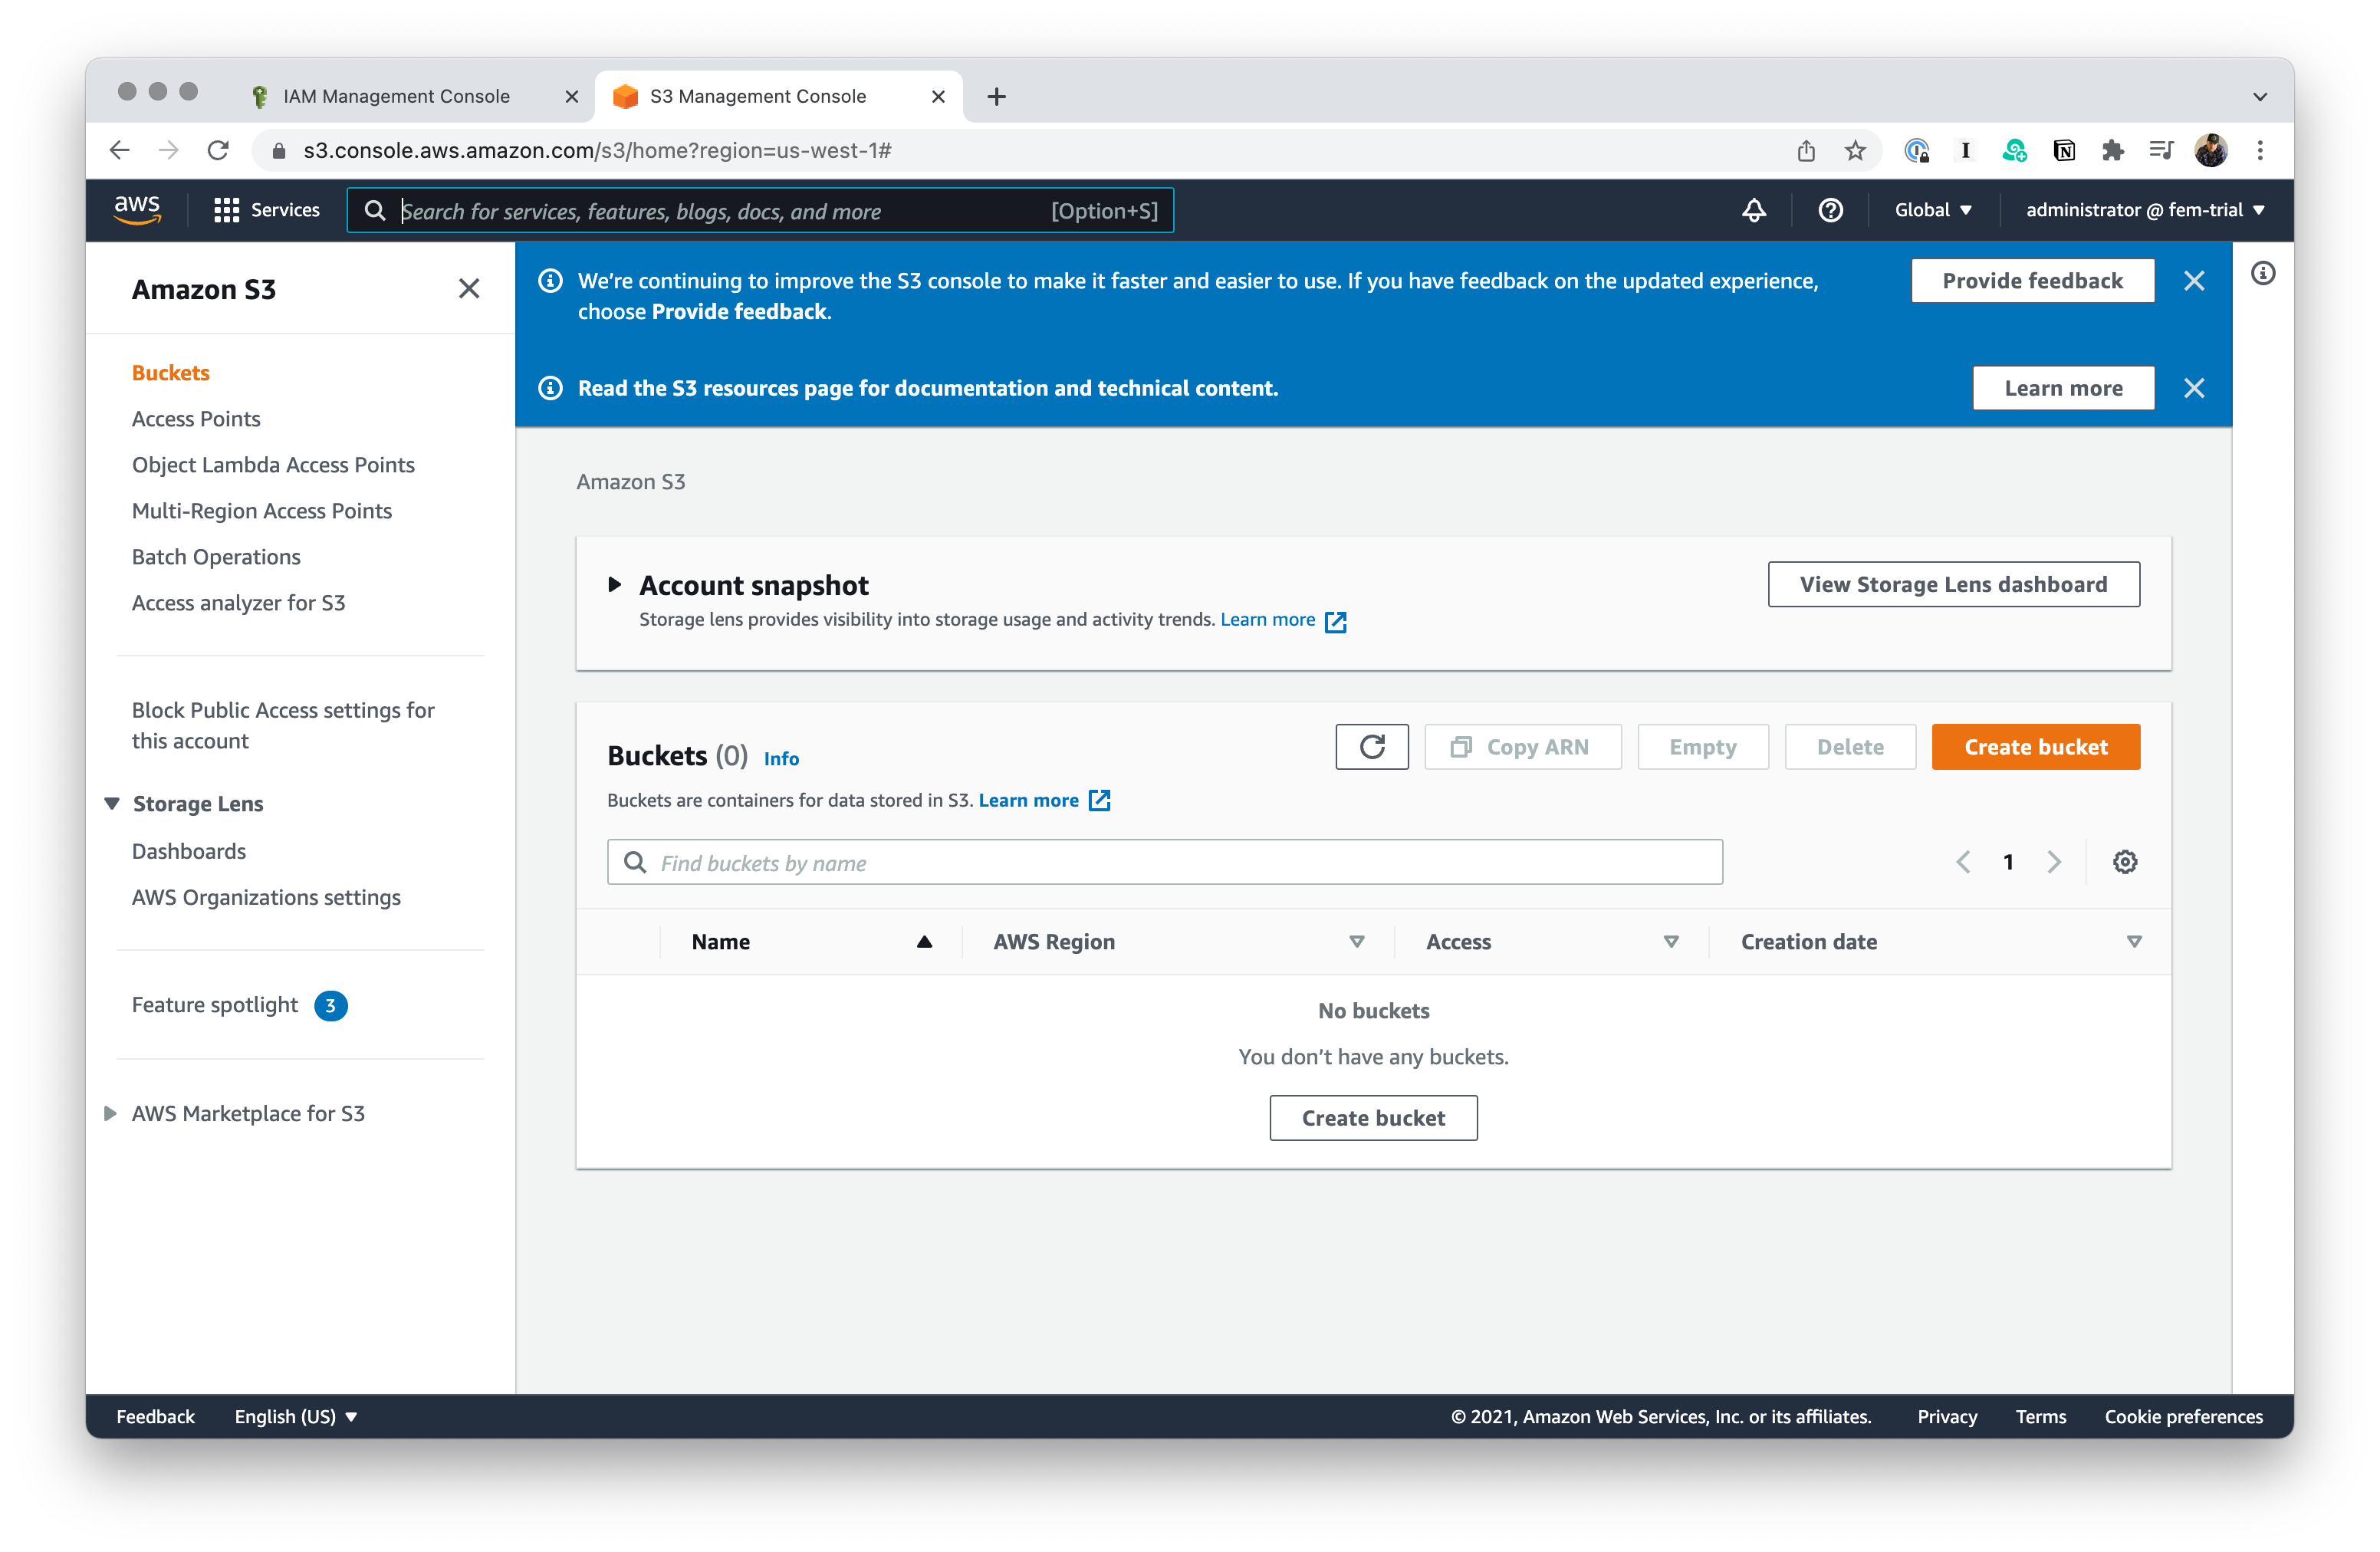 IAM Management Console
S3 Management Console
s3.console.aws.amazon.com/s3/home?region=us-west-1#
aws
Services
Search for services, features, blogs, docs, and more
[Option+S]
Global
administrator @ fem-trial
Amazon S3
Buckets
Access Points
Object Lambda Access Points
Multi-Region Access Points
Batch Operations
Access analyzer for S3
Block Public Access settings for
this account
Storage Lens
Dashboards
AWS Organizations settings
Feature spotlight 3
AWS Marketplace for S3
We’re continuing to improve the S3 console to make it faster and easier to use. If you have feedback on the updated experience,
choose Provide feedback.
Provide feedback
Read the S3 resources page for documentation and technical content.
Learn more
Amazon S3
Account snapshot
Storage lens provides visibility into storage usage and activity trends. Learn more
View Storage Lens dashboard
Buckets (0) Info
Copy ARN
Empty
Delete
Create bucket
Buckets are containers for data stored in S3. Learn more
Find buckets by name
1
Name
AWS Region
Access
Creation date
No buckets
You don’t have any buckets.
Create bucket
Feedback
English (US)
© 2021, Amazon Web Services, Inc. or its affiliates.
Privacy
Terms
Cookie preferences